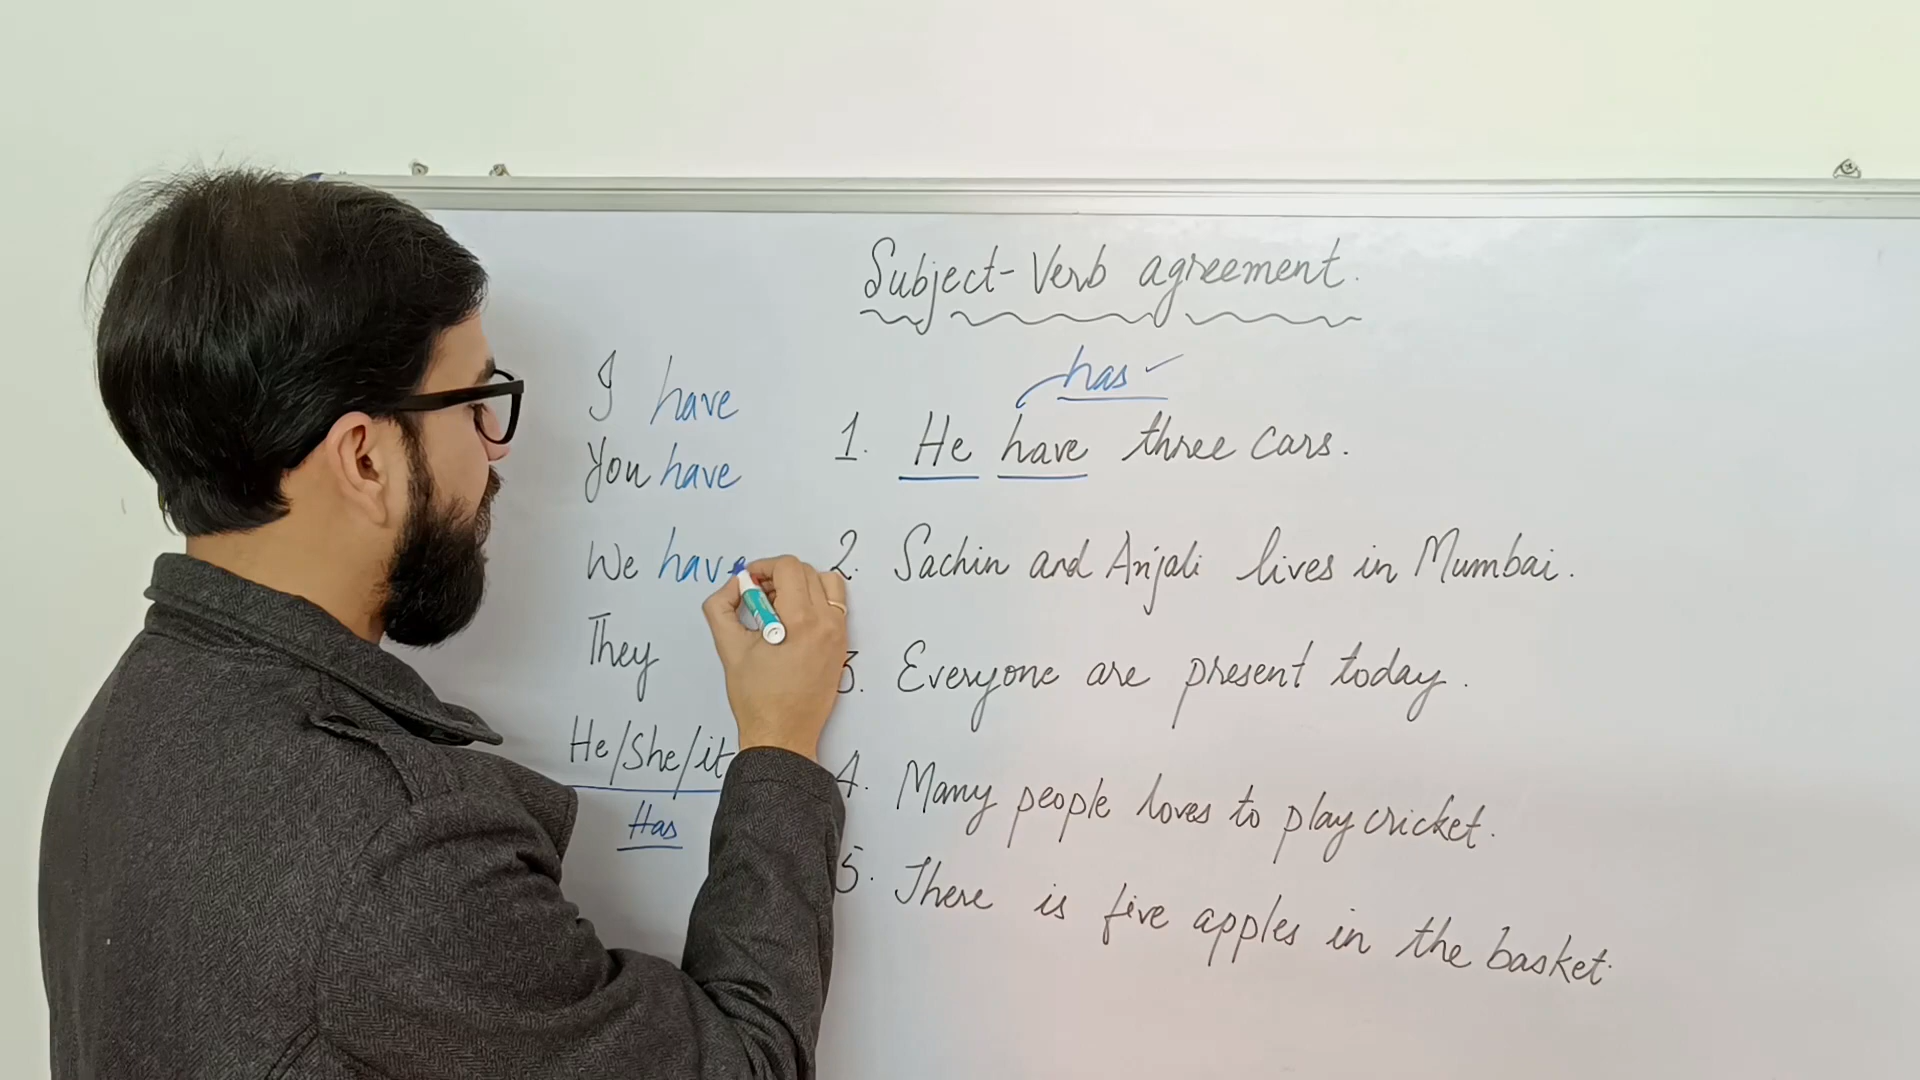 Subject-Verb agreement.
I have
You have
We have
They
He/She/it
Has
has ✓
1. He have three cars.
2. Sachin and Anjali lives in Mumbai.
3. Everyone are present today.
4. Many people loves to play cricket.
5. There is five apples in the basket.